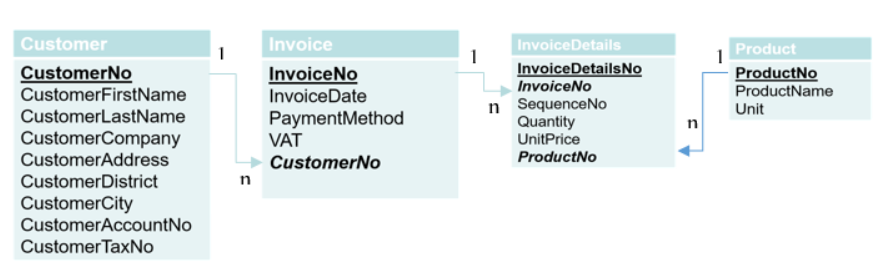 Customer
CustomerNo
CustomerFirstName
CustomerLastName
CustomerCompany
CustomerAddress
CustomerDistrict
CustomerCity
CustomerAccountNo
CustomerTaxNo
1
n
Invoice
InvoiceNo
InvoiceDate
PaymentMethod
VAT
CustomerNo
1
n
InvoiceDetails
InvoiceDetailsNo
InvoiceNo
SequenceNo
Quantity
UnitPrice
ProductNo
1
n
Product
ProductNo
ProductName
Unit